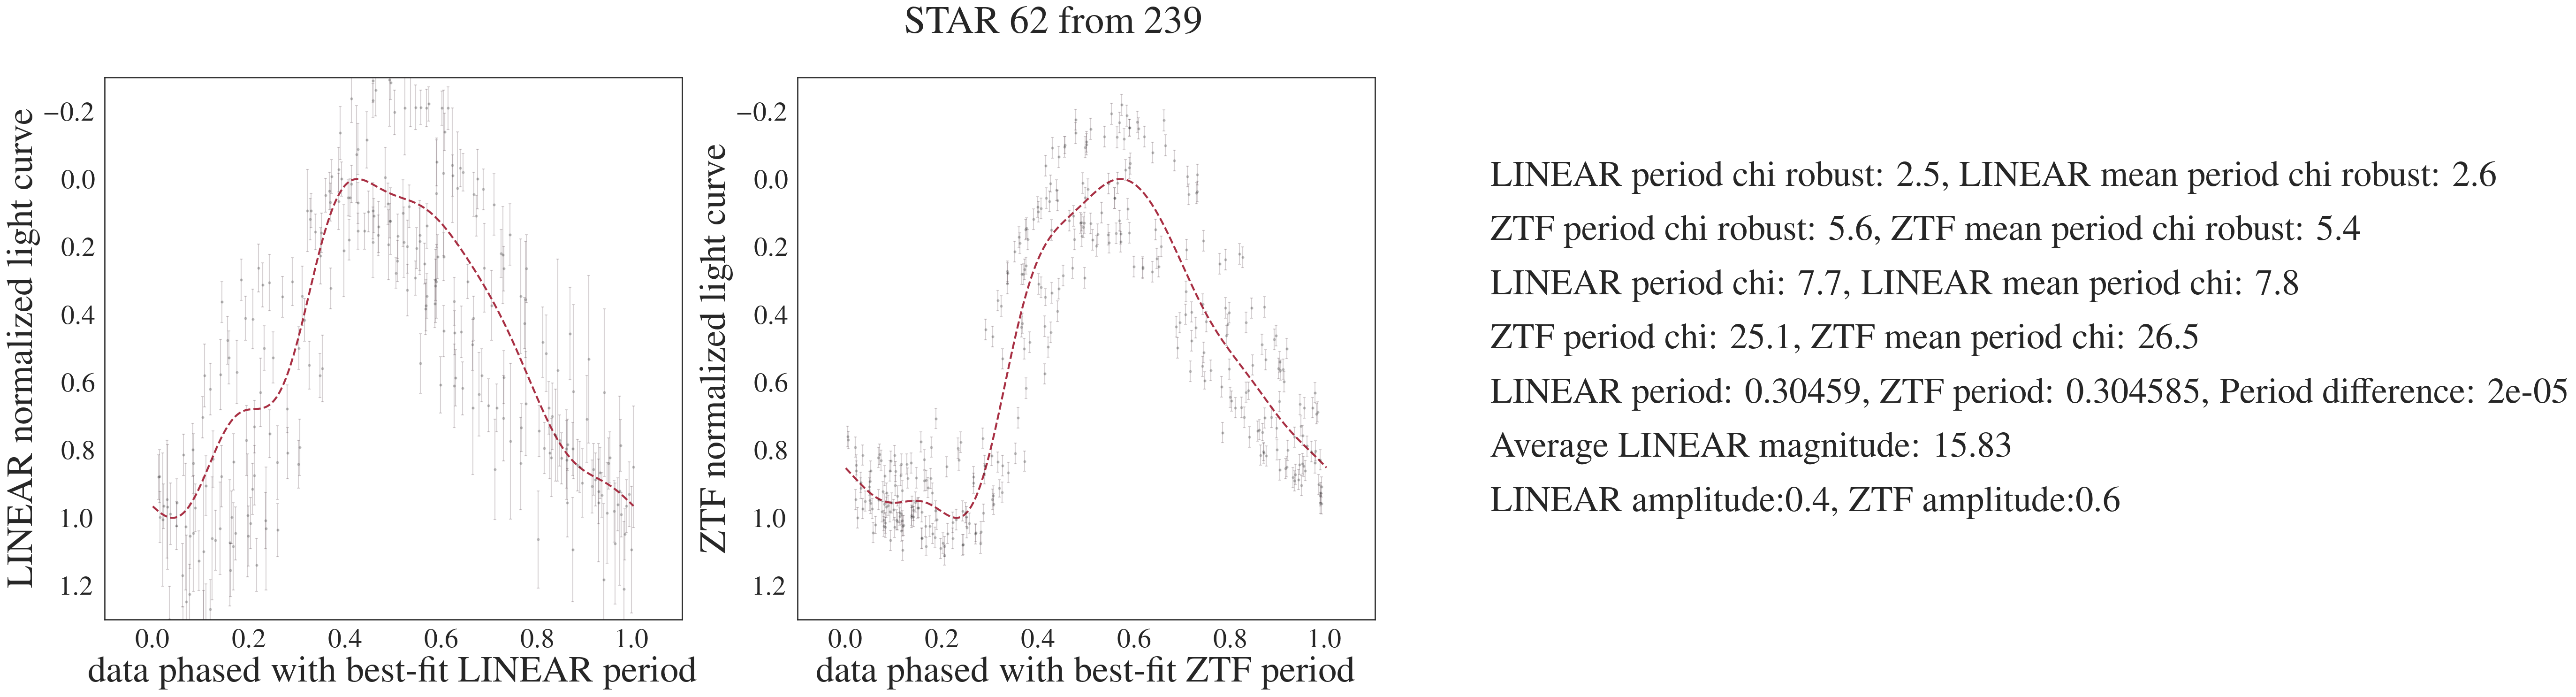 STAR 62 from 239
LINEAR normalized light curve
−0.2
0.0
0.2
0.4
0.6
0.8
1.0
1.2
0.0 0.2 0.4 0.6 0.8 1.0
data phased with best-fit LINEAR period
ZTF normalized light curve
−0.2
0.0
0.2
0.4
0.6
0.8
1.0
1.2
0.0 0.2 0.4 0.6 0.8 1.0
data phased with best-fit ZTF period
LINEAR period chi robust: 2.5, LINEAR mean period chi robust: 2.6
ZTF period chi robust: 5.6, ZTF mean period chi robust: 5.4
LINEAR period chi: 7.7, LINEAR mean period chi: 7.8
ZTF period chi: 25.1, ZTF mean period chi: 26.5
LINEAR period: 0.30459, ZTF period: 0.304585, Period difference: 2e-05
Average LINEAR magnitude: 15.83
LINEAR amplitude:0.4, ZTF amplitude:0.6